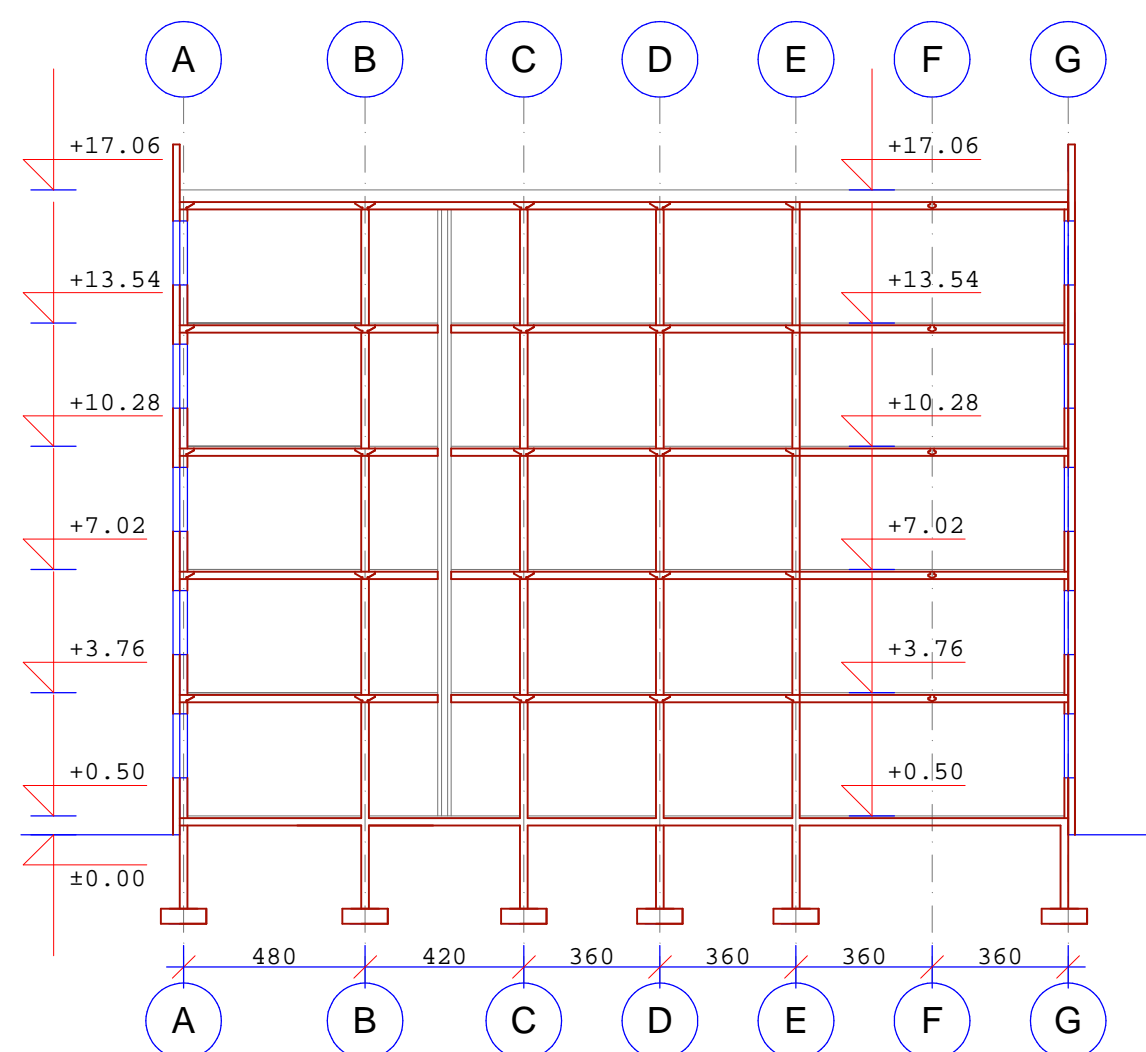 A B C D E F G
+17.06 +17.06
+13.54 +13.54
+10.28 +10.28
+7.02 +7.02
+3.76 +3.76
+0.50 +0.50
±0.00
480 420 360 360 360 360
A B C D E F G